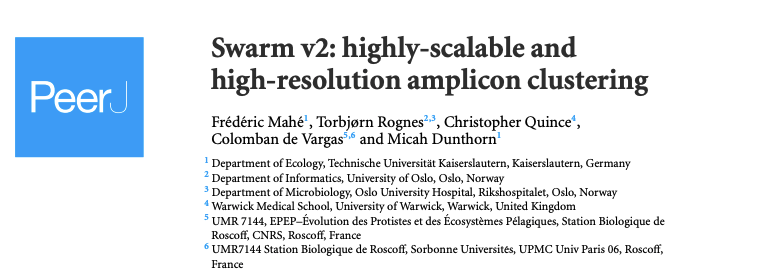 Swarm v2: highly-scalable and
high-resolution amplicon clustering
PeerJ
Frédéric Mahé1, Torbjørn Rognes2,3, Christopher Quince4,
Colomban de Vargas5,6 and Micah Dunthorn1
1 Department of Ecology, Technische Universität Kaiserslautern, Kaiserslautern, Germany
2 Department of Informatics, University of Oslo, Oslo, Norway
3 Department of Microbiology, Oslo University Hospital, Rikshospitalet, Oslo, Norway
4 Warwick Medical School, University of Warwick, Warwick, United Kingdom
5 UMR 7144, EPEP–Évolution des Protistes et des Écosystèmes Pélagiques, Station Biologique de
Roscoff, CNRS, Roscoff, France
6 UMR7144 Station Biologique de Roscoff, Sorbonne Universités, UPMC Univ Paris 06, Roscoff,
France